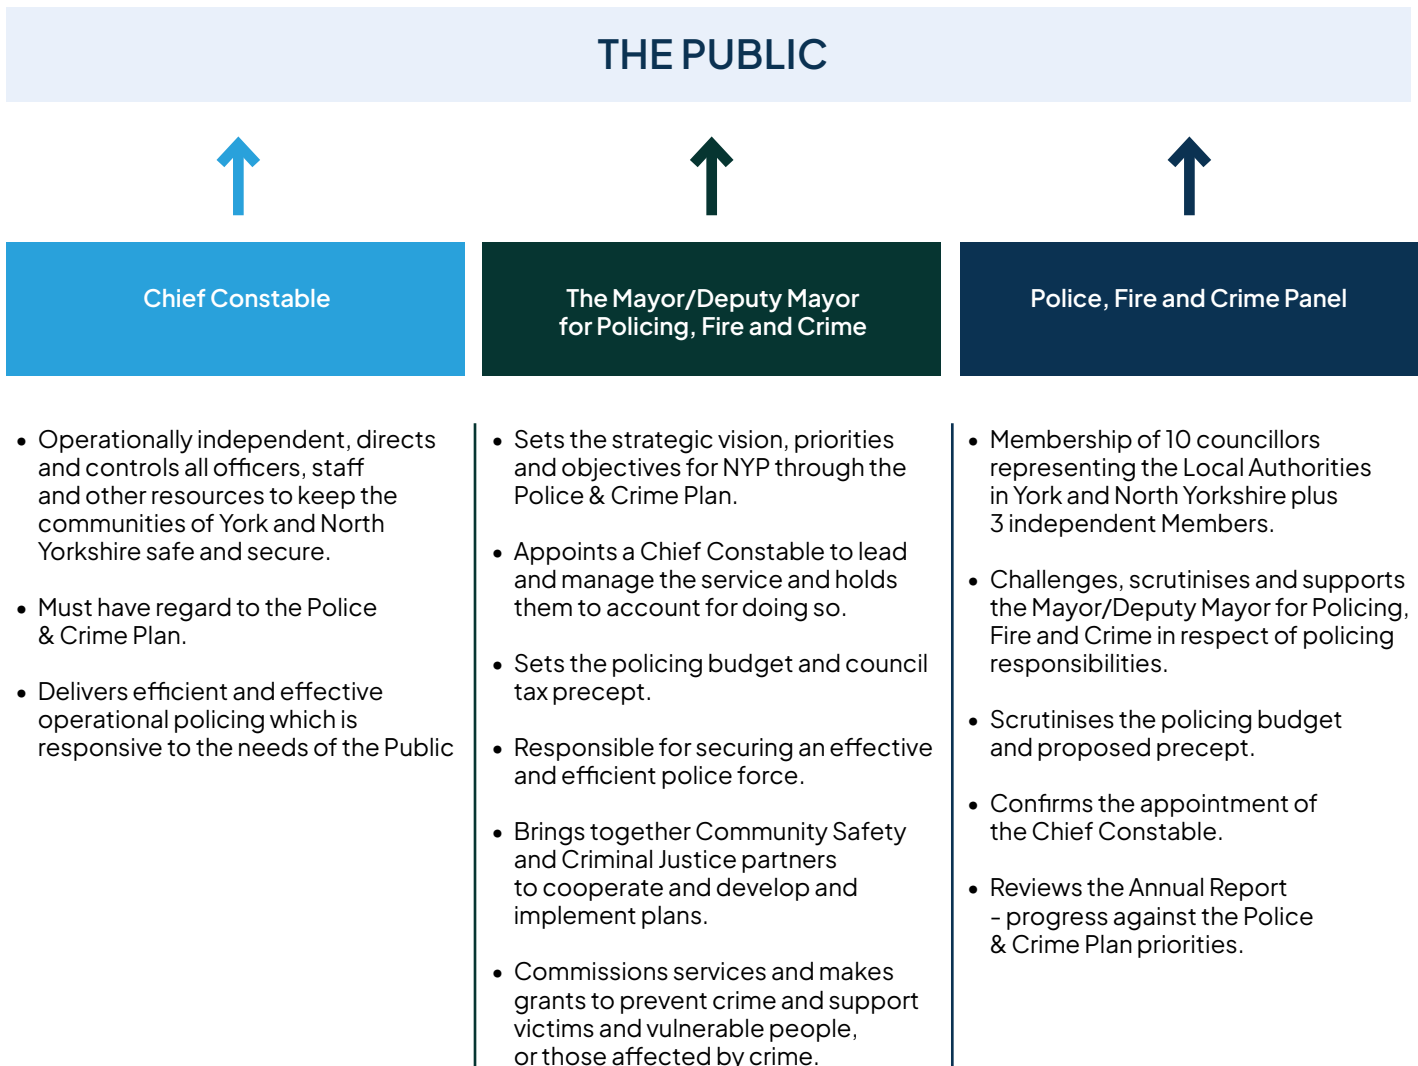 THE PUBLIC
Chief Constable
The Mayor/Deputy Mayor
for Policing, Fire and Crime
Police, Fire and Crime Panel
• Operationally independent, directs
and controls all officers, staff
and other resources to keep the
communities of York and North
Yorkshire safe and secure.
• Must have regard to the Police
& Crime Plan.
• Delivers efficient and effective
operational policing which is
responsive to the needs of the Public
• Sets the strategic vision, priorities
and objectives for NYP through the
Police & Crime Plan.
• Appoints a Chief Constable to lead
and manage the service and holds
them to account for doing so.
• Sets the policing budget and council
tax precept.
• Responsible for securing an effective
and efficient police force.
• Brings together Community Safety
and Criminal Justice partners
to cooperate and develop and
implement plans.
• Commissions services and makes
grants to prevent crime and support
victims and vulnerable people,
or those affected by crime.
• Membership of 10 councillors
representing the Local Authorities
in York and North Yorkshire plus
3 independent Members.
• Challenges, scrutinises and supports
the Mayor/Deputy Mayor for Policing,
Fire and Crime in respect of policing
responsibilities.
• Scrutinises the policing budget
and proposed precept.
• Confirms the appointment of
the Chief Constable.
• Reviews the Annual Report
- progress against the Police
& Crime Plan priorities.